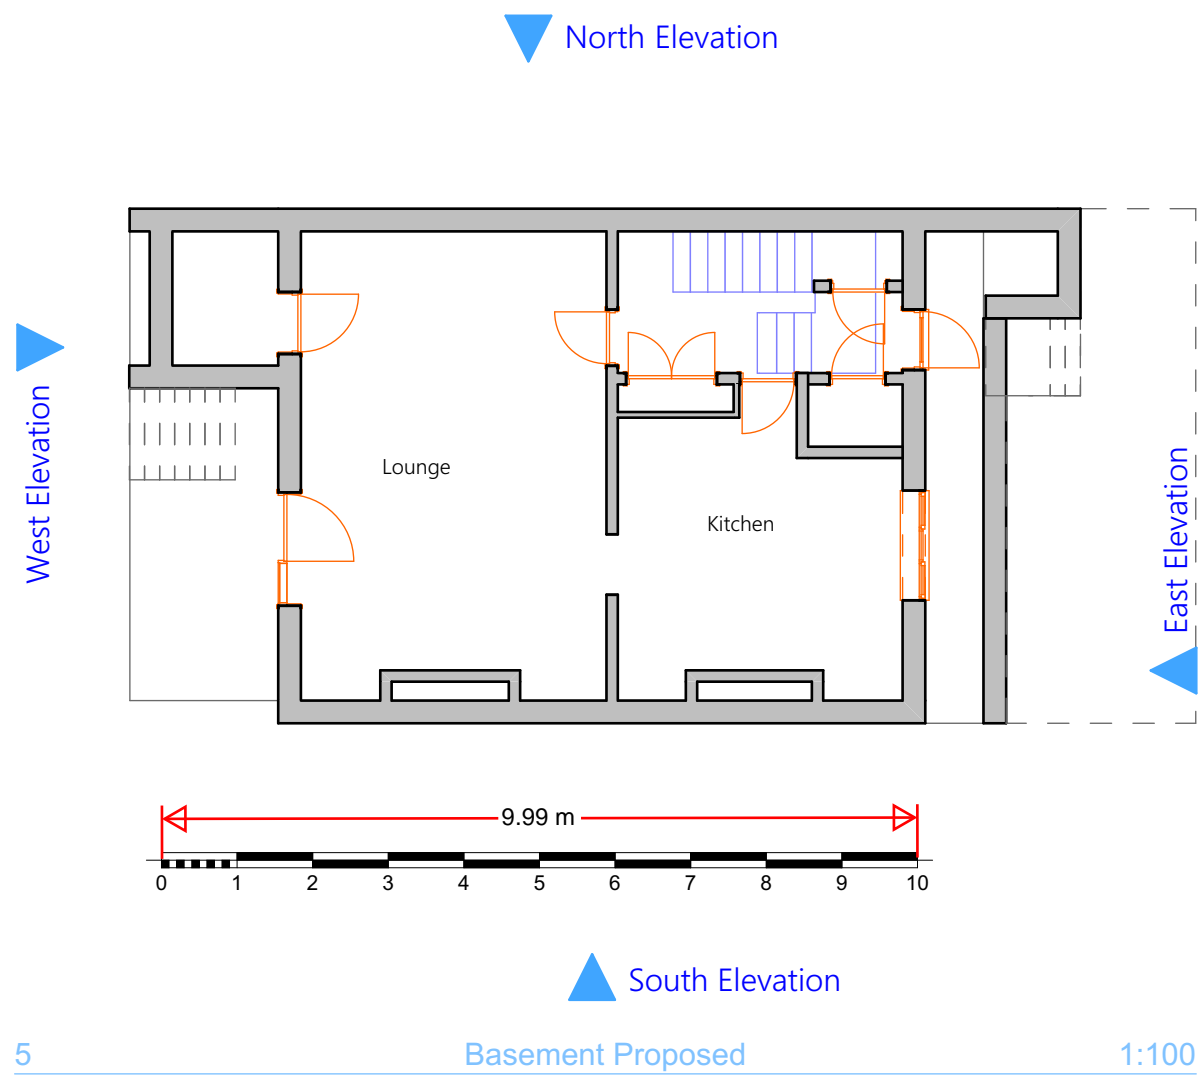 North Elevation
West Elevation
Lounge
Kitchen
East Elevation
9.99 m
0 1 2 3 4 5 6 7 8 9 10
South Elevation
5 Basement Proposed 1:100